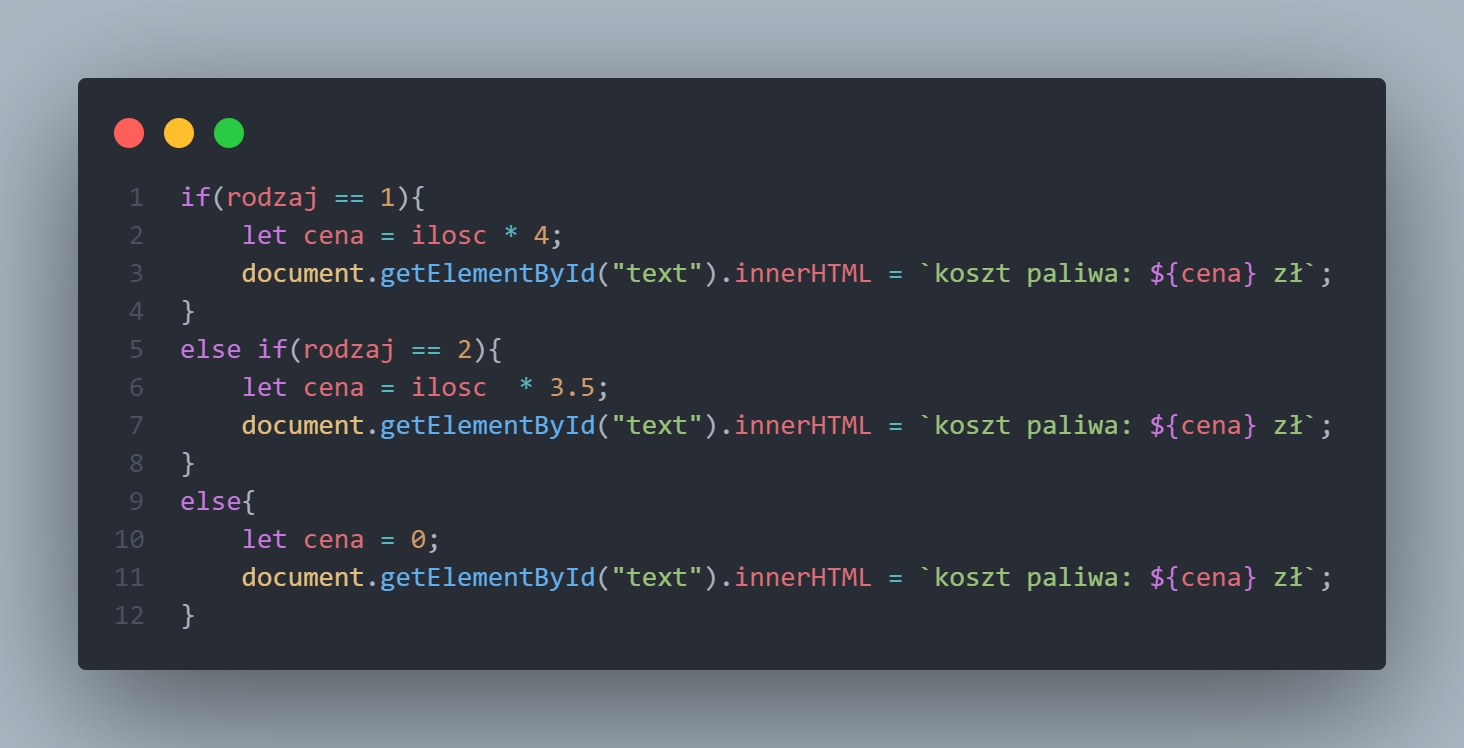 1 if(rodzaj == 1){
2     let cena = ilosc * 4;
3     document.getElementById("text").innerHTML = `koszt paliwa: ${cena} zł`;
4 }
5 else if(rodzaj == 2){
6     let cena = ilosc  * 3.5;
7     document.getElementById("text").innerHTML = `koszt paliwa: ${cena} zł`;
8 }
9 else{
10     let cena = 0;
11     document.getElementById("text").innerHTML = `koszt paliwa: ${cena} zł`;
12 }